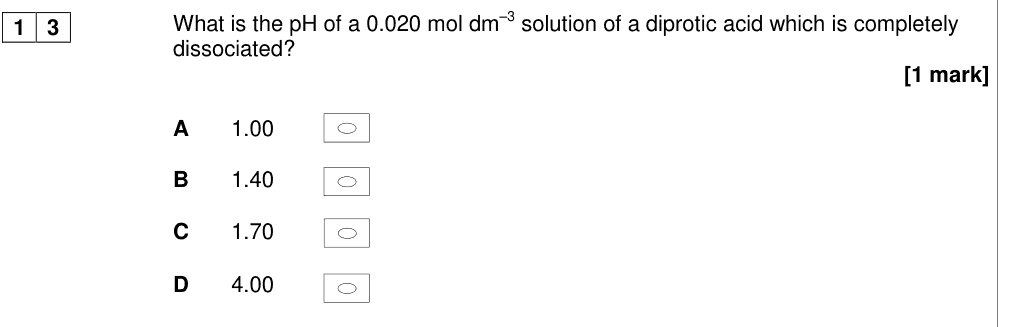 1 3 What is the pH of a 0.020 mol dm⁻³ solution of a diprotic acid which is completely
dissociated?
[1 mark]
A 1.00
B 1.40
C 1.70
D 4.00